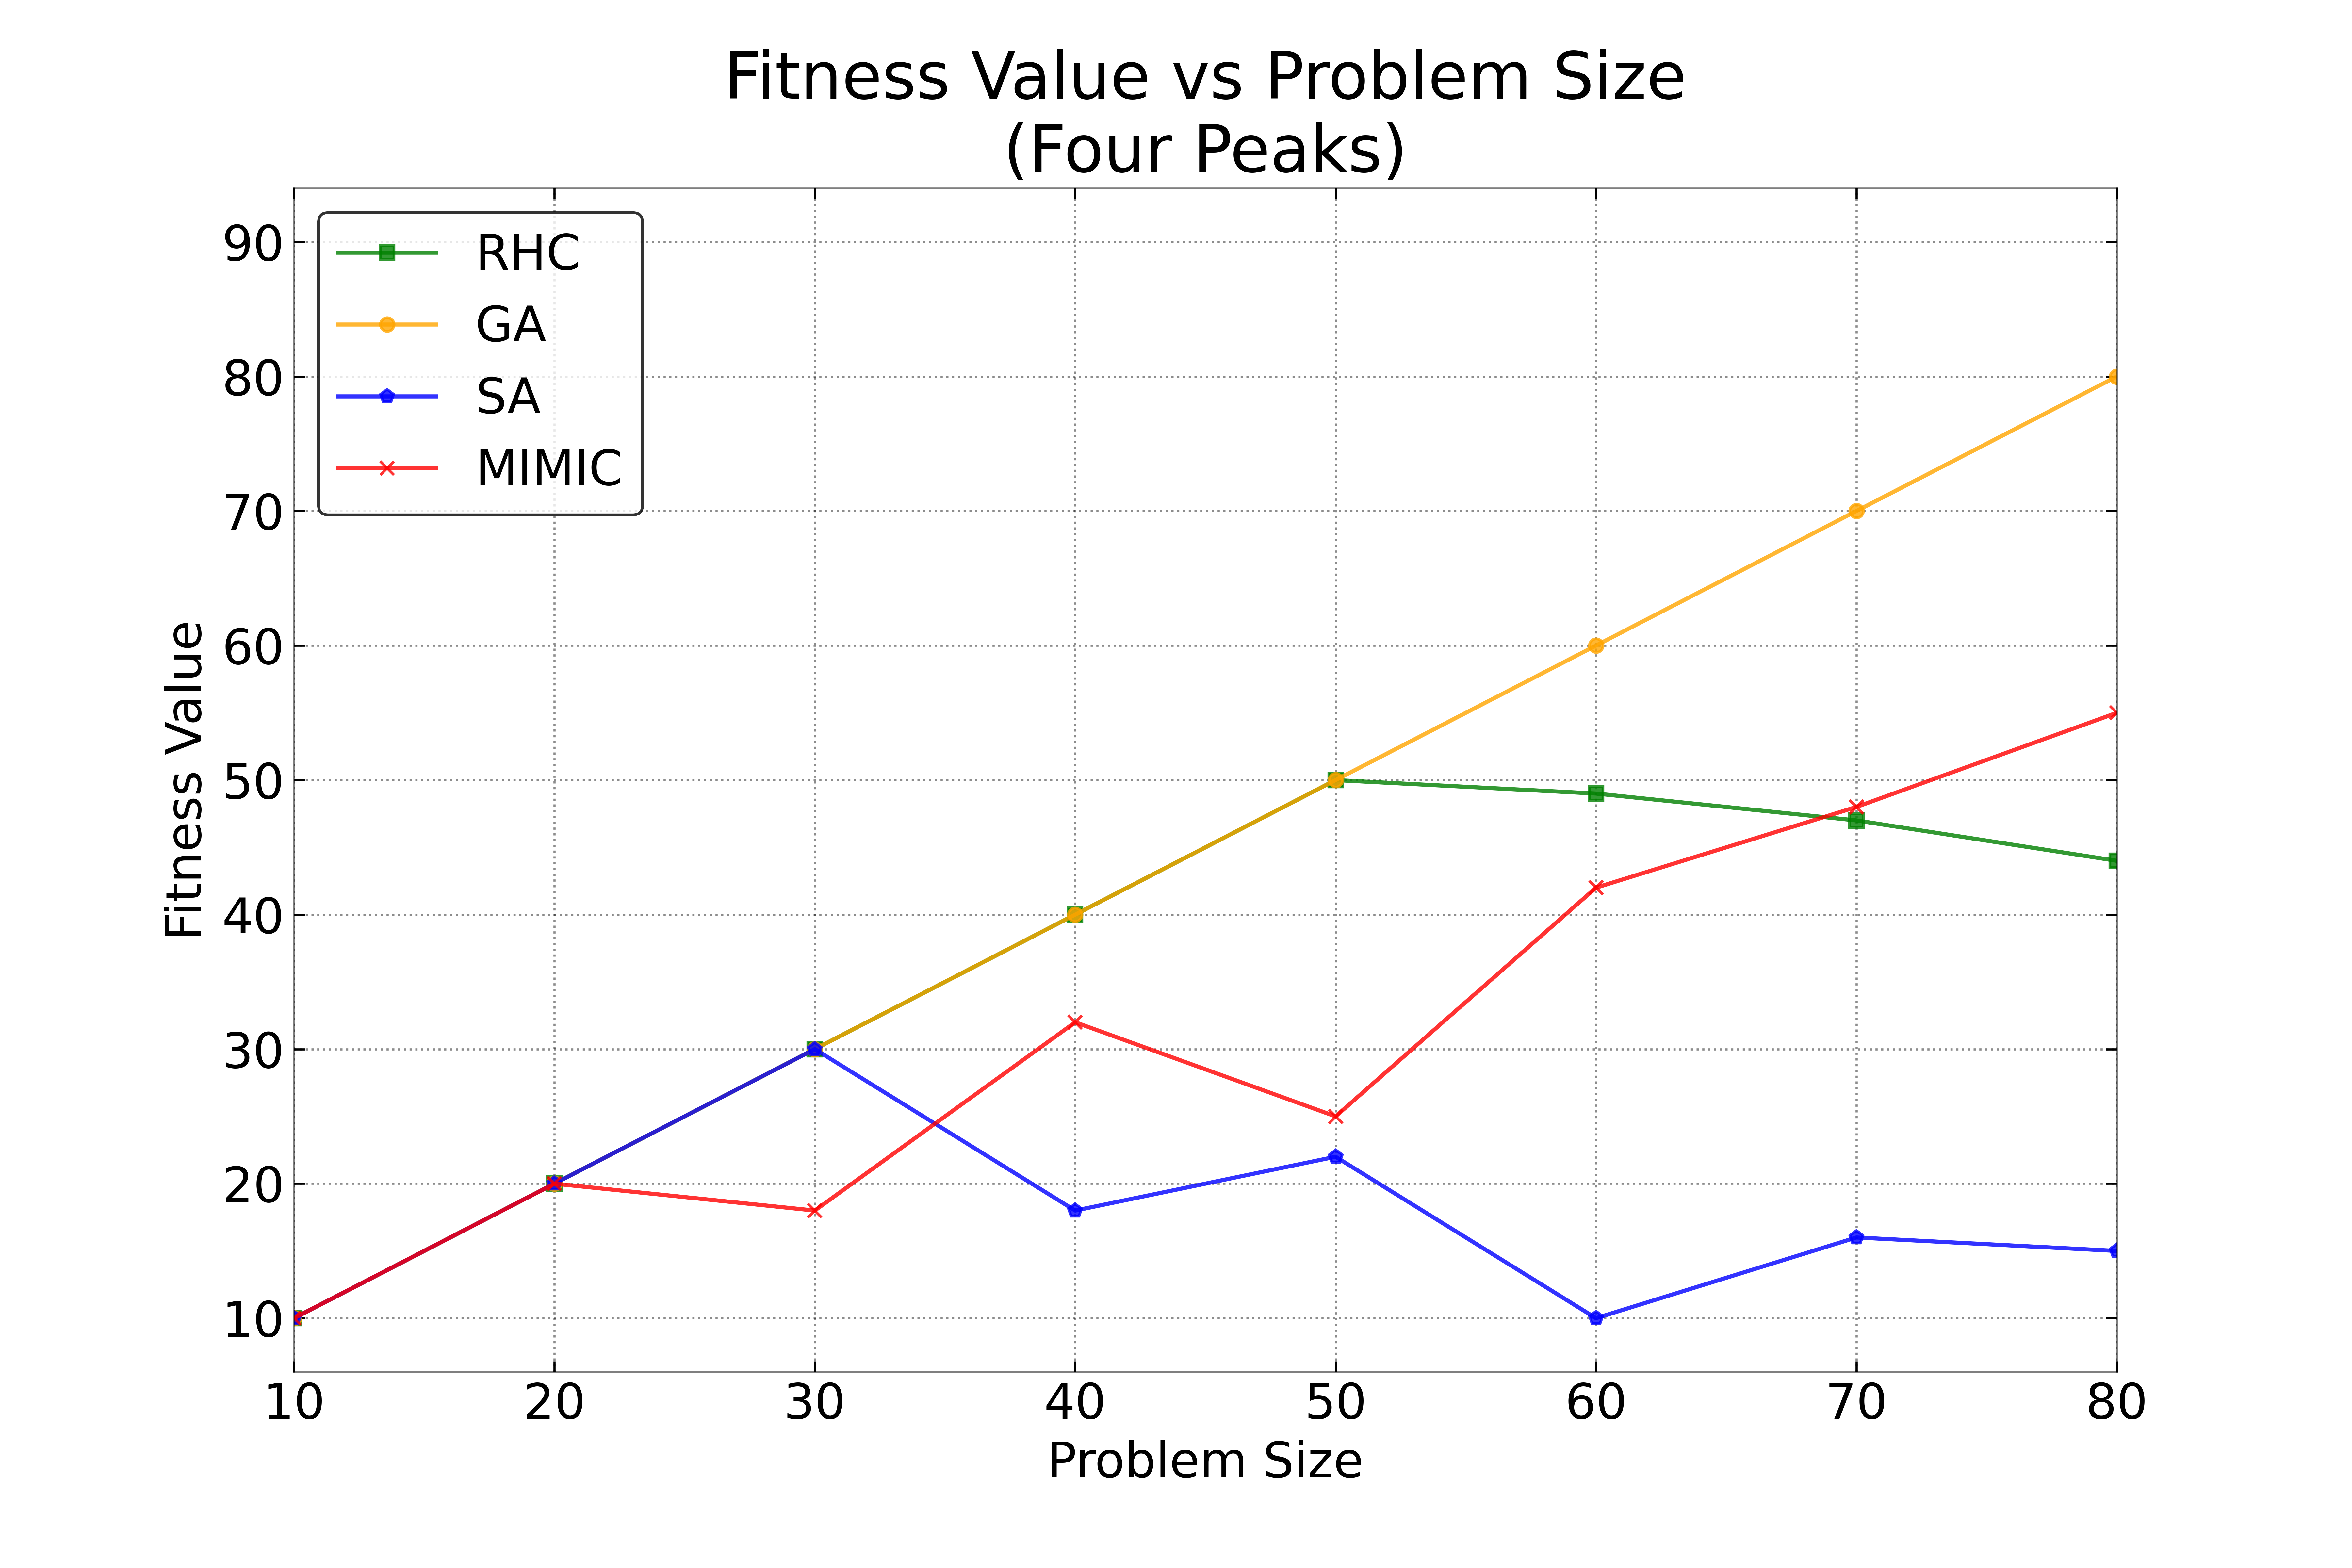 Fitness Value vs Problem Size
(Four Peaks)
RHC
GA
SA
MIMIC
90
80
70
60
50
40
30
20
10
Fitness Value
10 20 30 40 50 60 70 80
Problem Size